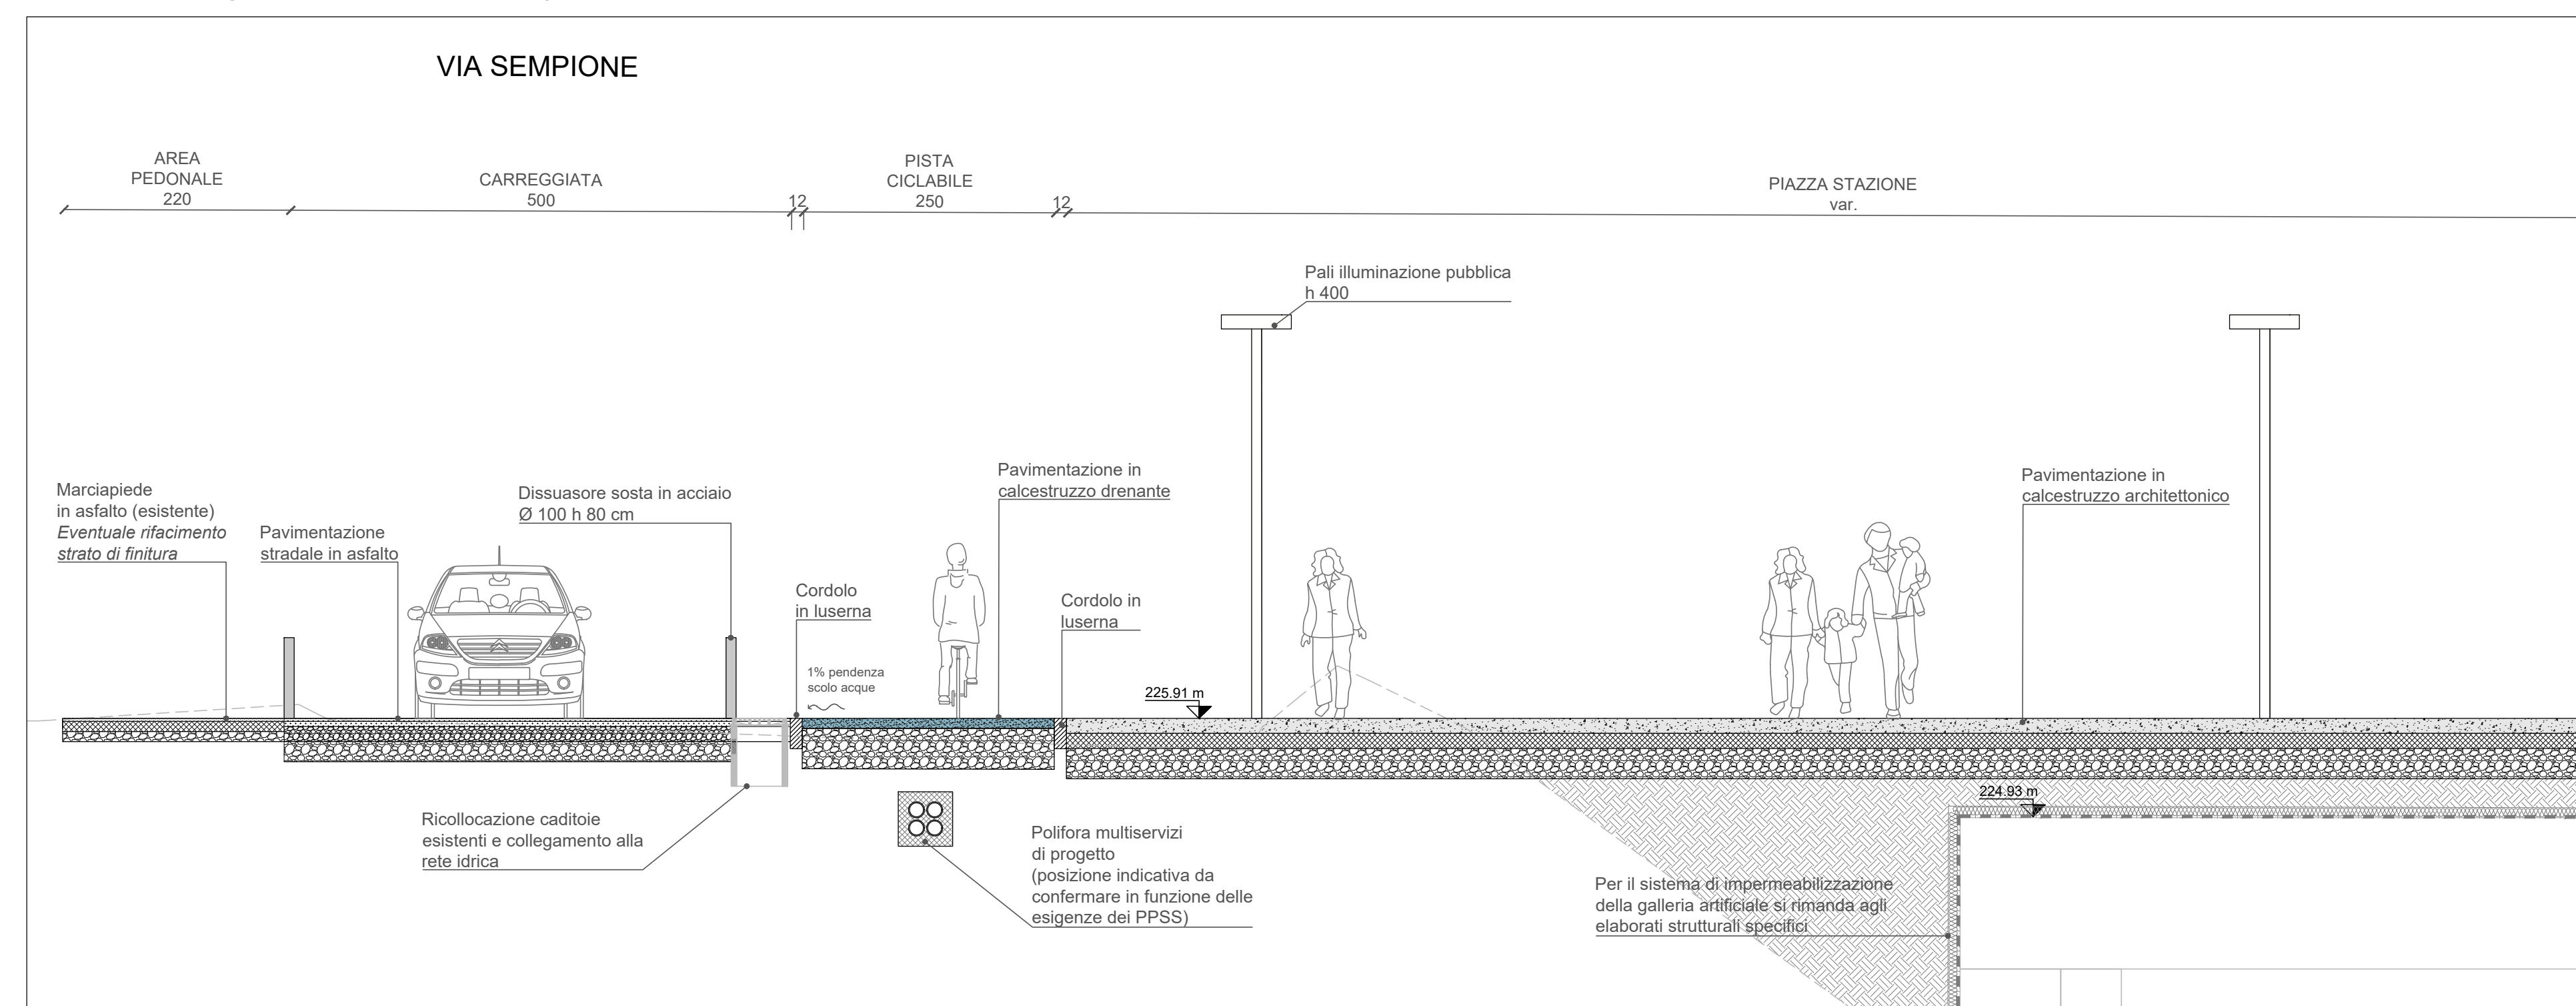 VIA SEMPIONE
AREA
PEDONALE
220
CARREGGIATA
500
12
PISTA
CICLABILE
250
12
PIAZZA STAZIONE
var.
Pali illuminazione pubblica
h 400
Marciapiede
in asfalto (esistente)
Eventuale rifacimento
strato di finitura
Pavimentazione
stradale in asfalto
Dissuasore sosta in acciaio
Ø 100 h 80 cm
Cordolo
in luserna
1% pendenza
scolo acque
Pavimentazione in
calcestruzzo drenante
Cordolo in
luserna
225.91 m
Pavimentazione in
calcestruzzo architettonico
224.93 m
Ricollocazione caditoie
esistenti e collegamento alla
rete idrica
Polifora multiservizi
di progetto
(posizione indicativa da
confermare in funzione delle
esigenze dei PPSS)
Per il sistema di impermeabilizzazione
della galleria artificiale si rimanda agli
elaborati strutturali specifici